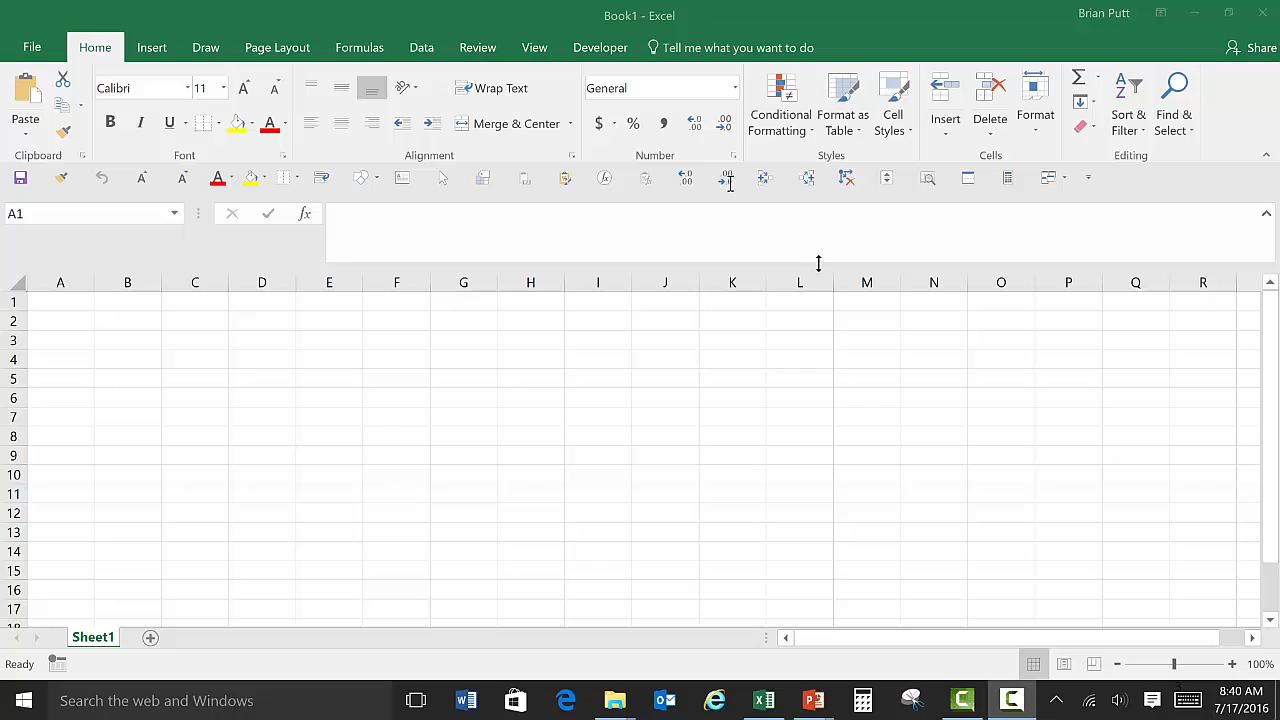 Book1 - Excel
Brian Putt
File Home Insert Draw Page Layout Formulas Data Review View Developer Tell me what you want to do Share
Paste
Calibri 11
B I U A
Wrap Text
Merge & Center
General
$ % ,
Conditional Formatting
Format as Table
Cell Styles
Insert
Delete
Format
Sort & Filter
Find & Select
Clipboard Font Alignment Number Styles Cells Editing
A1
fx
A B C D E F G H I J K L M N O P Q R
1
2
3
4
5
6
7
8
9
10
11
12
13
14
15
16
17
18
Sheet1
Ready
100%
Search the web and Windows
8:40 AM
7/17/2016